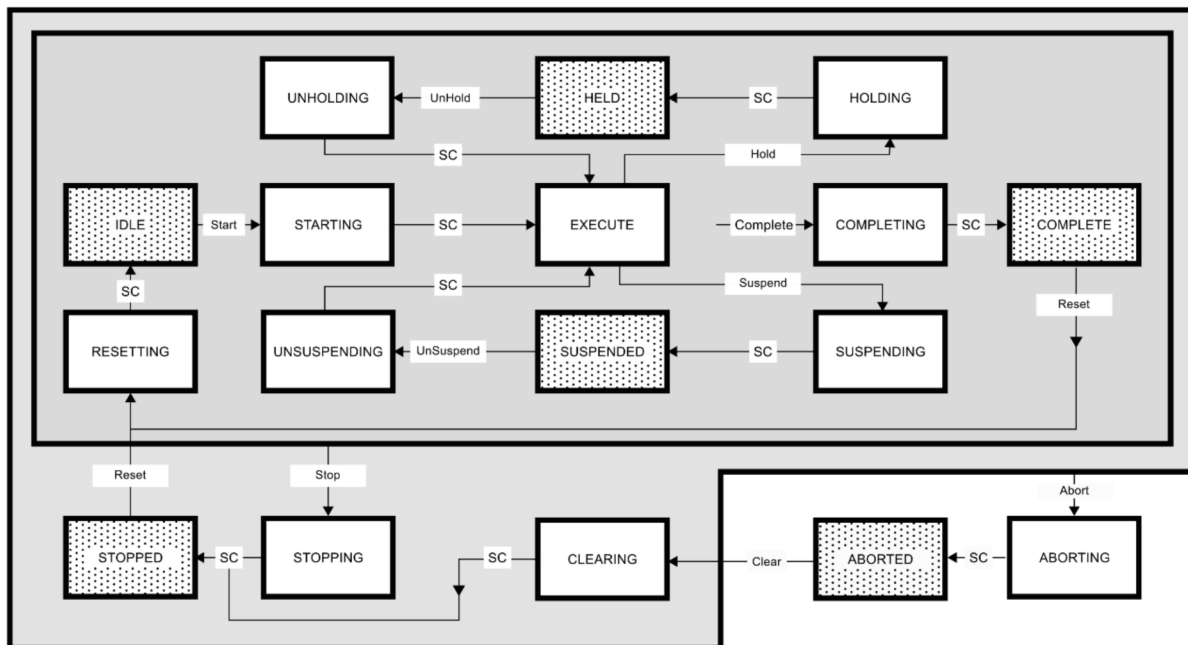 UNHOLDING
UnHold
HELD
SC
HOLDING
SC
Hold
IDLE
Start
STARTING
SC
EXECUTE
Complete
COMPLETING
SC
COMPLETE
SC
SC
Suspend
Reset
RESETTING
UNSUSPENDING
UnSuspend
SUSPENDED
SC
SUSPENDING
Reset
Stop
Abort
STOPPED
SC
STOPPING
SC
CLEARING
Clear
ABORTED
SC
ABORTING